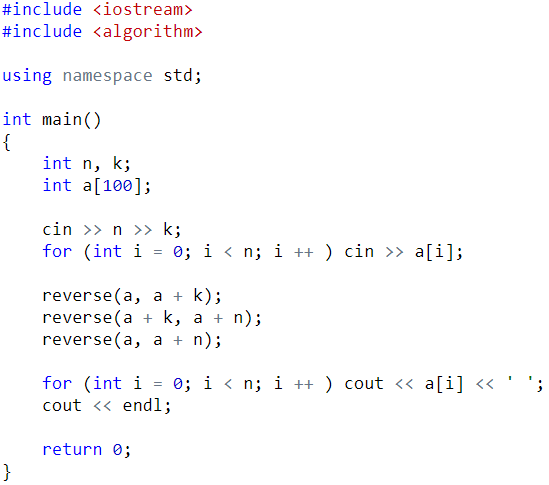 #include <iostream>
#include <algorithm>

using namespace std;

int main()
{
    int n, k;
    int a[100];

    cin >> n >> k;
    for (int i = 0; i < n; i ++ ) cin >> a[i];

    reverse(a, a + k);
    reverse(a + k, a + n);
    reverse(a, a + n);

    for (int i = 0; i < n; i ++ ) cout << a[i] << ' ';
    cout << endl;

    return 0;
}